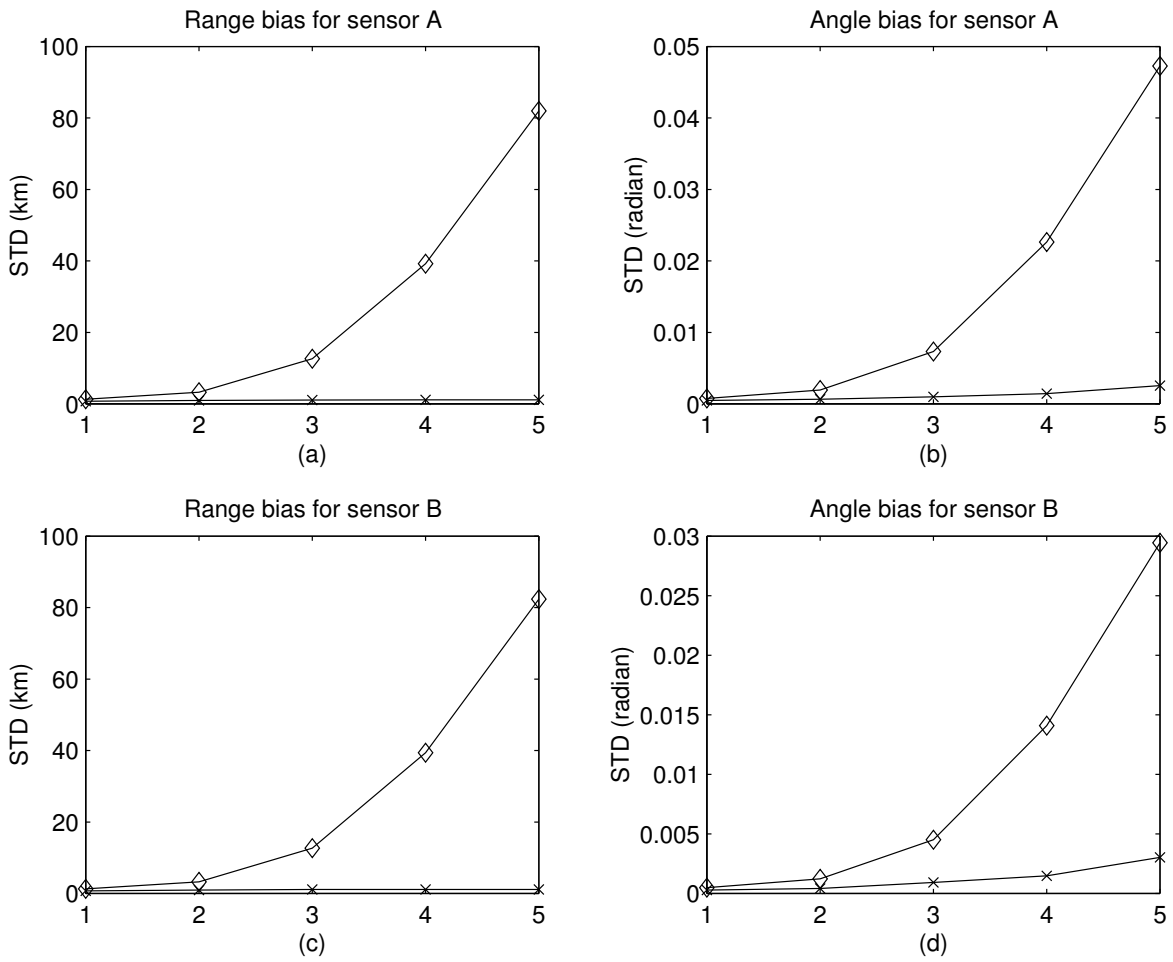 Range bias for sensor A
100
80
60
40
20
0
STD (km)
1 2 3 4 5
(a)
Angle bias for sensor A
0.05
0.04
0.03
0.02
0.01
0
STD (radian)
1 2 3 4 5
(b)
Range bias for sensor B
100
80
60
40
20
0
STD (km)
1 2 3 4 5
(c)
Angle bias for sensor B
0.03
0.025
0.02
0.015
0.01
0.005
0
STD (radian)
1 2 3 4 5
(d)